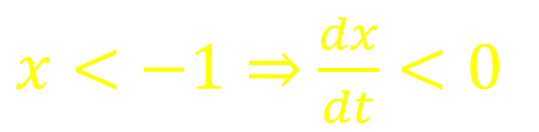 x < −1 ⇒ dx/dt < 0